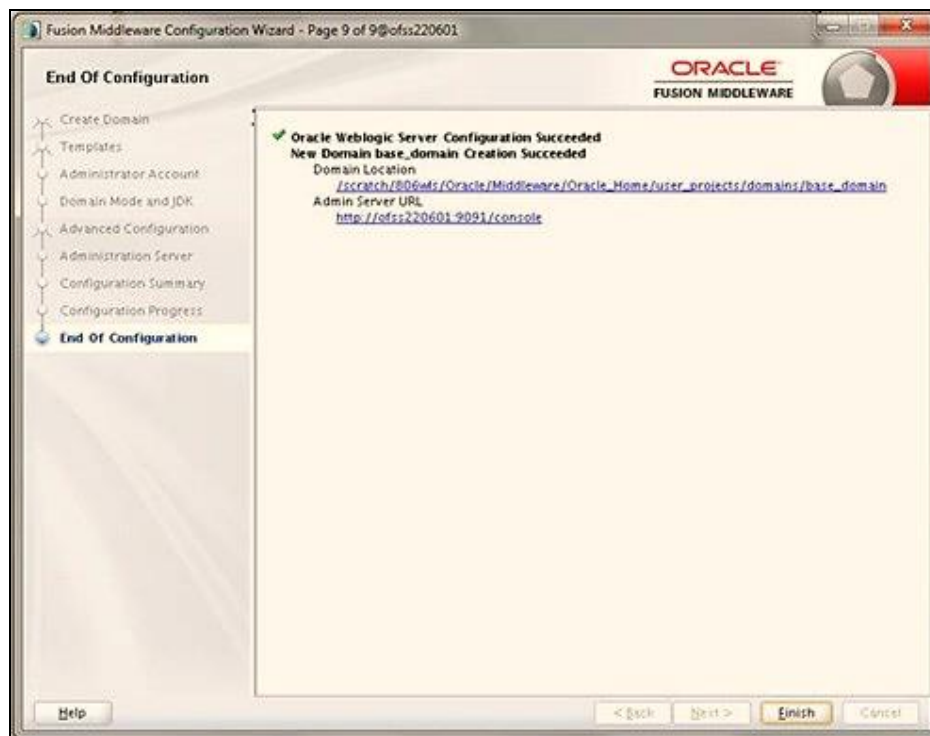 Fusion Middleware Configuration Wizard - Page 9 of 9@ofss220601
End Of Configuration
ORACLE
FUSION MIDDLEWARE
Create Domain
Templates
Administrator Account
Domain Mode and JDK
Advanced Configuration
Administration Server
Configuration Summary
Configuration Progress
End Of Configuration
Oracle Weblogic Server Configuration Succeeded
New Domain base_domain Creation Succeeded
Domain Location
/scratch/806wls/Oracle/Middleware/Oracle_Home/user_projects/domains/base_domain
Admin Server URL
http://ofss220601:9091/console
Help
< Back
Next >
Finish
Cancel